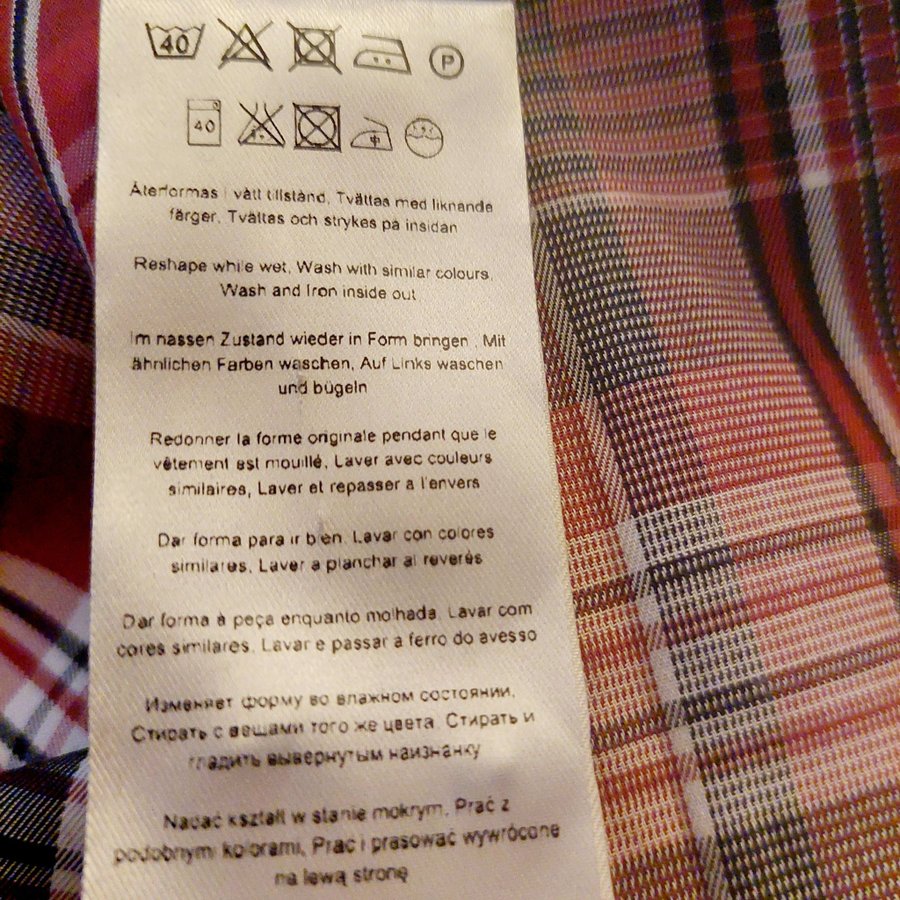 40
P
40
Återformas i vått tillstånd, Tvättas med liknande
färger, Tvättas och strykes på insidan
Reshape while wet, Wash with similar colours,
Wash and Iron inside out
Im nassen Zustand wieder in Form bringen . Mit
ähnlichen Farben waschen, Auf Links waschen
und bügeln
Redonner la forme originale pendant que le
vêtement est mouillé, Laver avec couleurs
similaires, Laver et repasser a l'envers
Dar forma para ir bien. Lavar con colores
similares. Laver a planchar al reverés
Dar forma à peça enquanto molhada. Lavar com
cores similares. Lavar e passar a ferro do avesso
Изменяет форму во влажном состоянии.
Стирать с вещами того же цвета. Стирать и
гладить вывернутым наизнанку
Nadać kształt w stanie mokrym, Prać z
podobnymi kolorami, Prać i prasować wywrócone
na lewą stronę